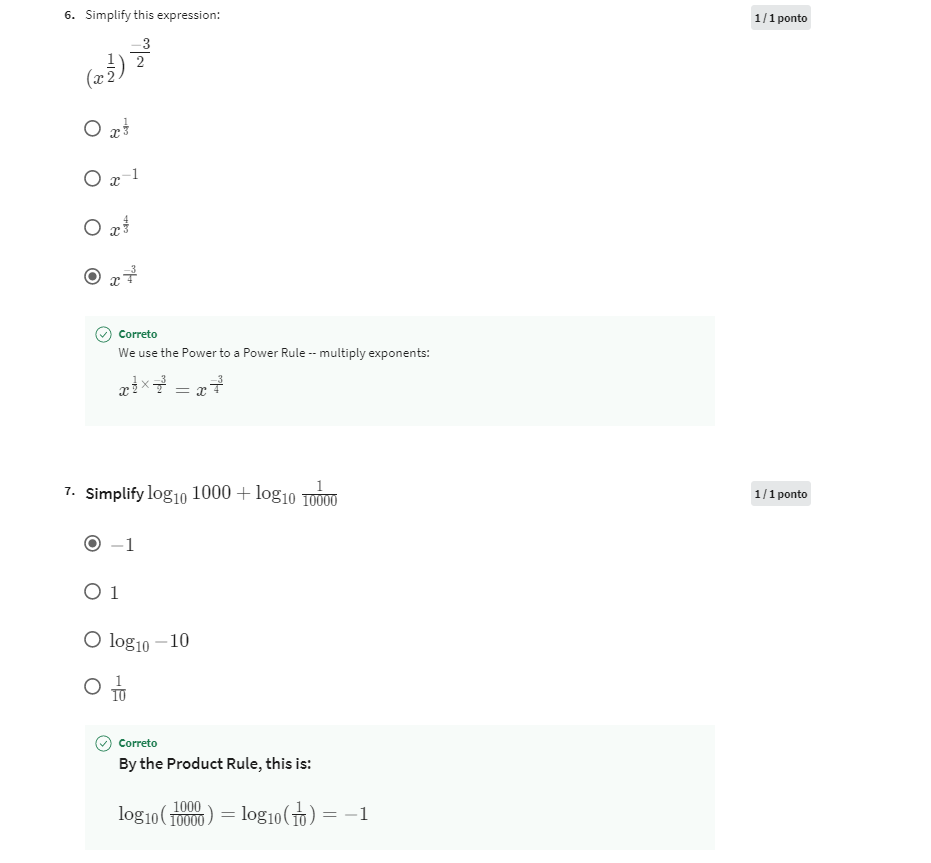 6. Simplify this expression:
1 / 1 ponto
(x^{\frac{1}{2}})^{\frac{-3}{2}}
x^{\frac{1}{3}}
x^{-1}
x^{\frac{4}{3}}
x^{\frac{-3}{4}}
Correto
We use the Power to a Power Rule -- multiply exponents:
x^{\frac{1}{2} × \frac{-3}{2}} = x^{\frac{-3}{4}}
7. Simplify log_{10} 1000 + log_{10} \frac{1}{10000}
1 / 1 ponto
−1
1
log_{10} −10
\frac{1}{10}
Correto
By the Product Rule, this is:
log_{10}(\frac{1000}{10000}) = log_{10}(\frac{1}{10}) = −1